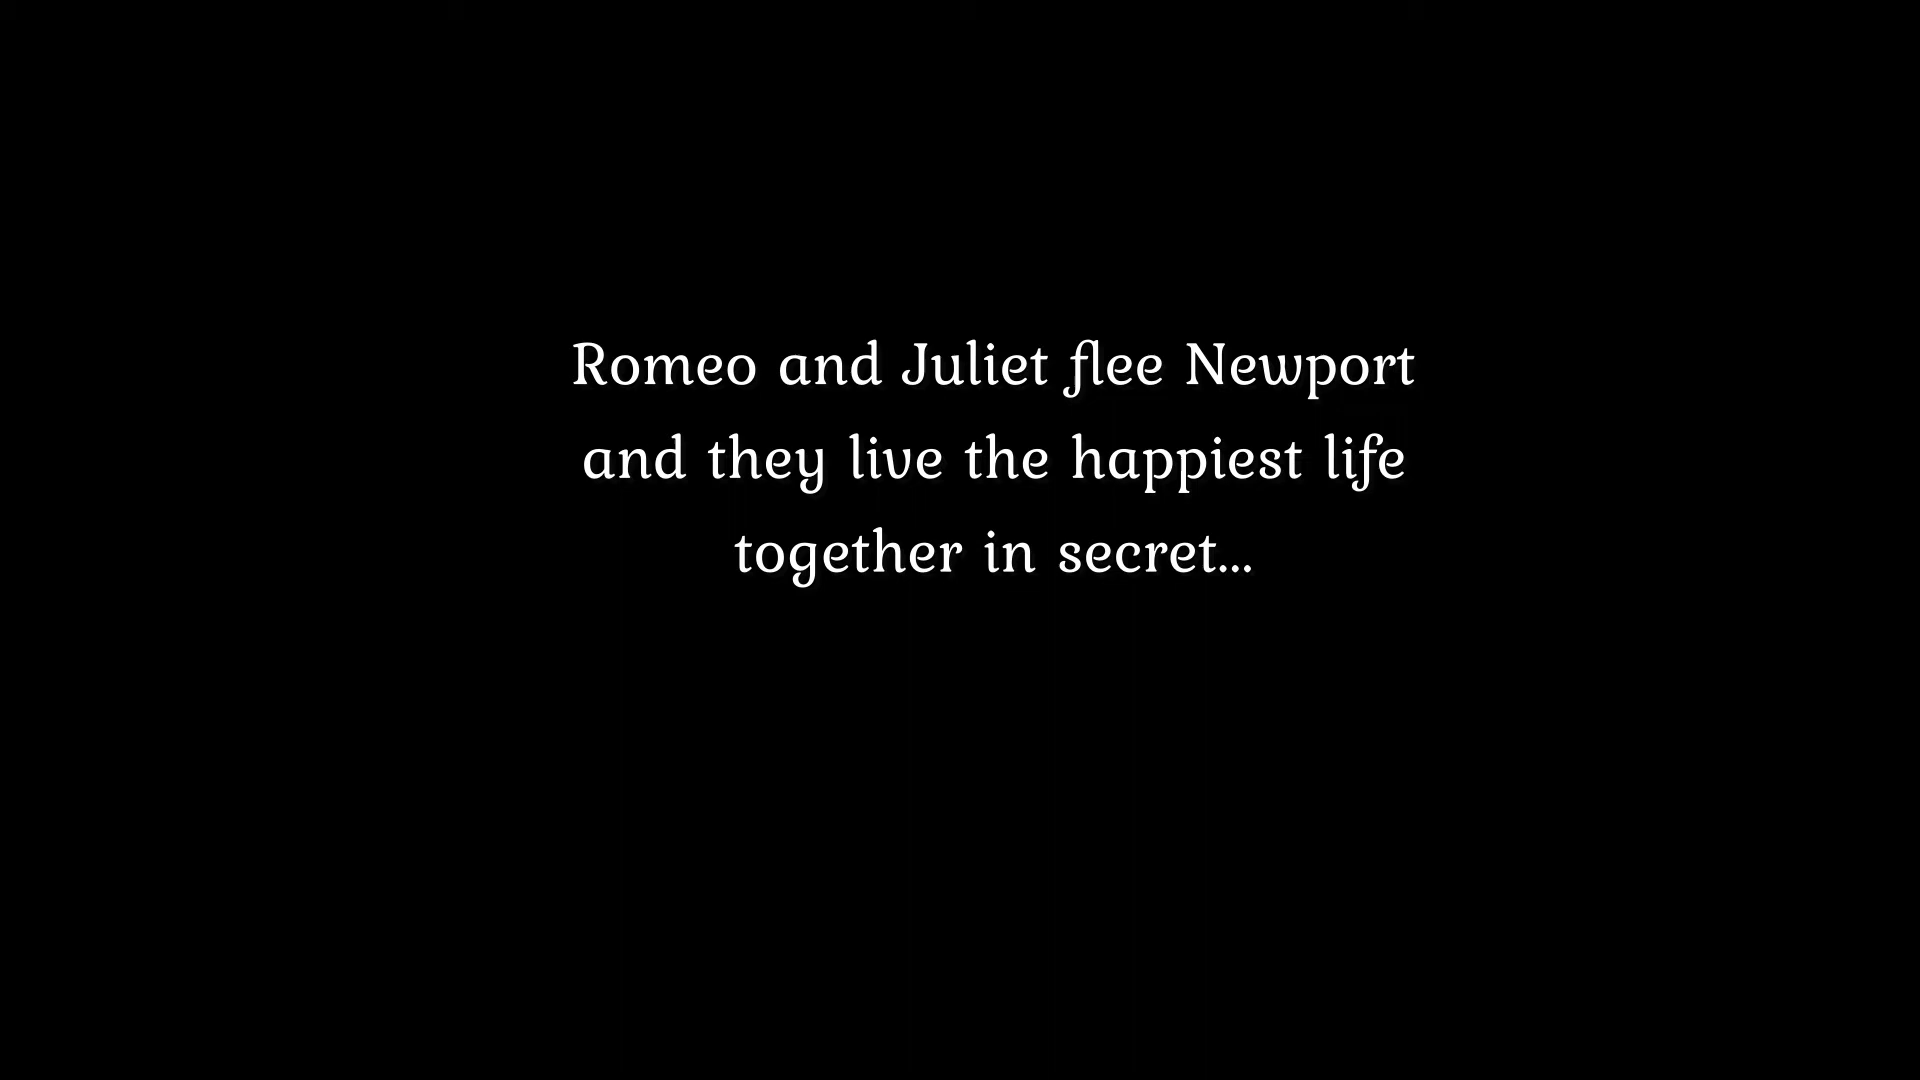 Romeo and Juliet flee Newport
and they live the happiest life
together in secret...